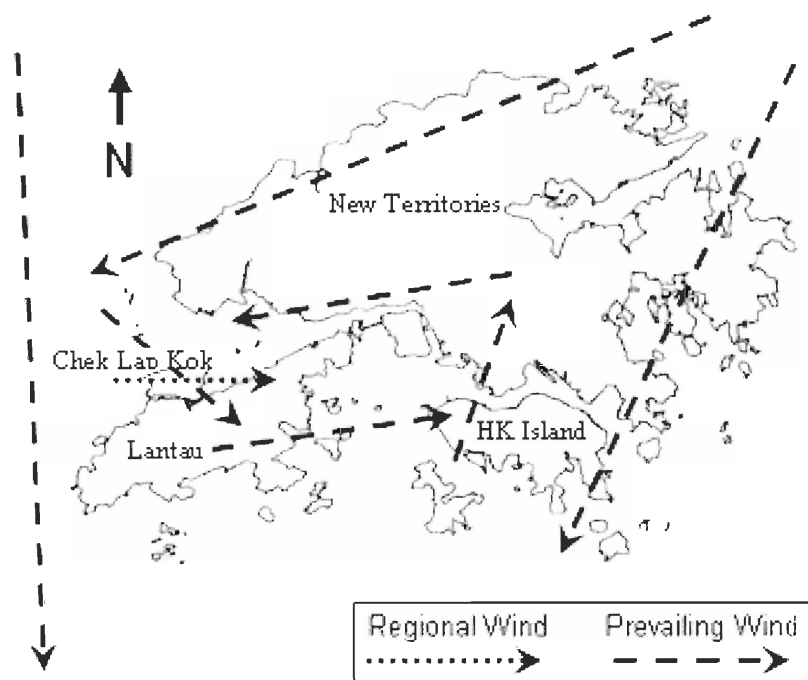 N
New Territories
Chek Lap Kok
Lantau
HK Island
Regional Wind
Prevailing Wind